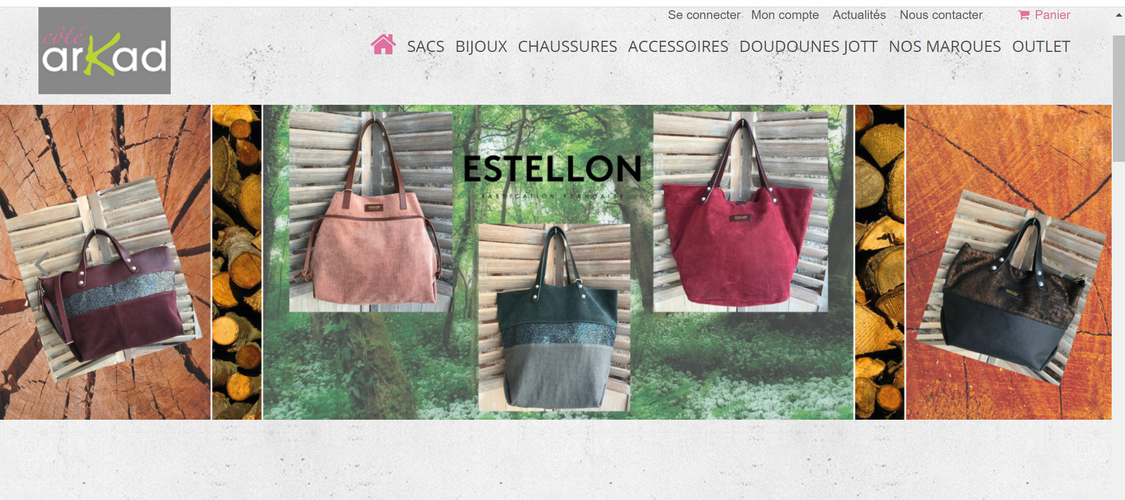 Se connecter Mon compte Actualités Nous contacter Panier
côté
arKad
SACS BIJOUX CHAUSSURES ACCESSOIRES DOUDOUNES JOTT NOS MARQUES OUTLET
ESTELLON